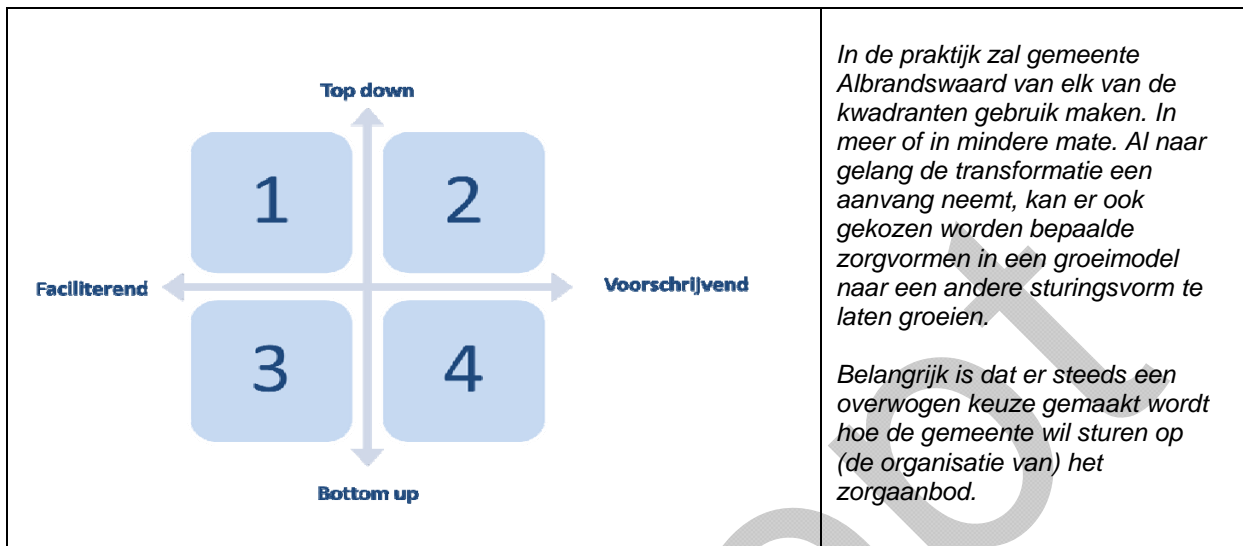 Top down
1
2
Faciliterend
Voorschrijvend
3
4
Bottom up
In de praktijk zal gemeente
Albrandswaard van elk van de
kwadranten gebruik maken. In
meer of in mindere mate. Al naar
gelang de transformatie een
aanvang neemt, kan er ook
gekozen worden bepaalde
zorgvormen in een groeimodel
naar een andere sturingsvorm te
laten groeien.
Belangrijk is dat er steeds een
overwogen keuze gemaakt wordt
hoe de gemeente wil sturen op
(de organisatie van) het
zorgaanbod.